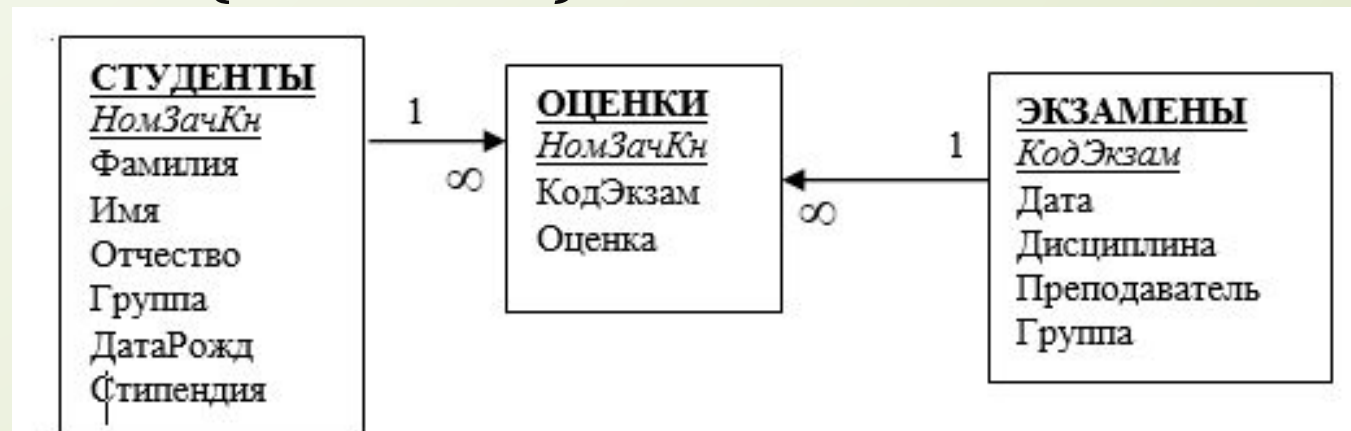 СТУДЕНТЫ
НомЗачКн
Фамилия
Имя
Отчество
Группа
ДатаРожд
Стипендия
1
∞
ОЦЕНКИ
НомЗачКн
КодЭкзам
Оценка
1
∞
ЭКЗАМЕНЫ
КодЭкзам
Дата
Дисциплина
Преподаватель
Группа